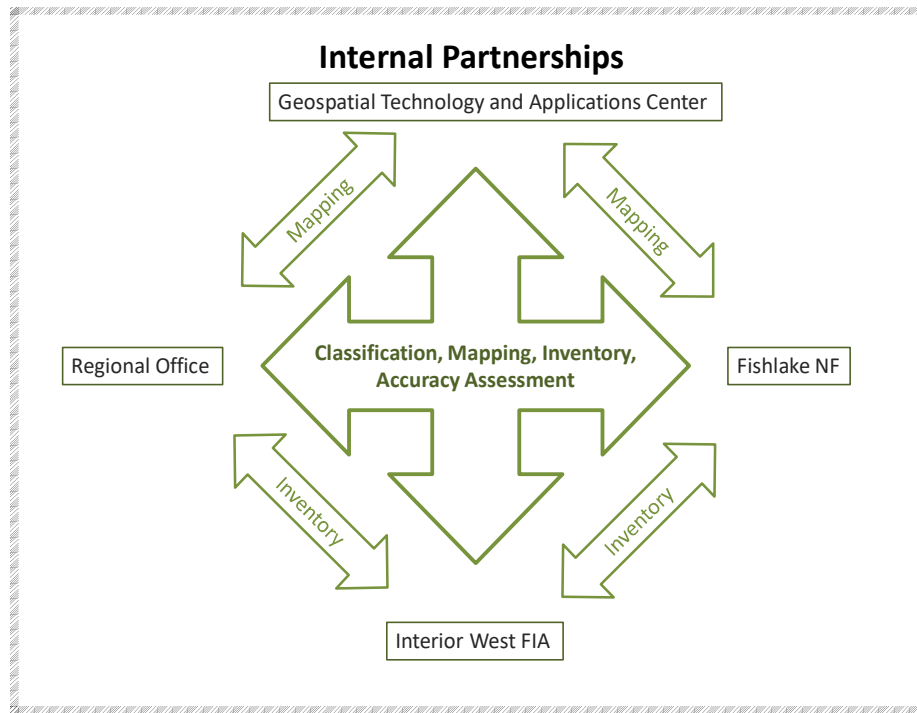 Internal Partnerships
Geospatial Technology and Applications Center
Mapping
Mapping
Regional Office
Classification, Mapping, Inventory,
Accuracy Assessment
Fishlake NF
Inventory
Inventory
Interior West FIA